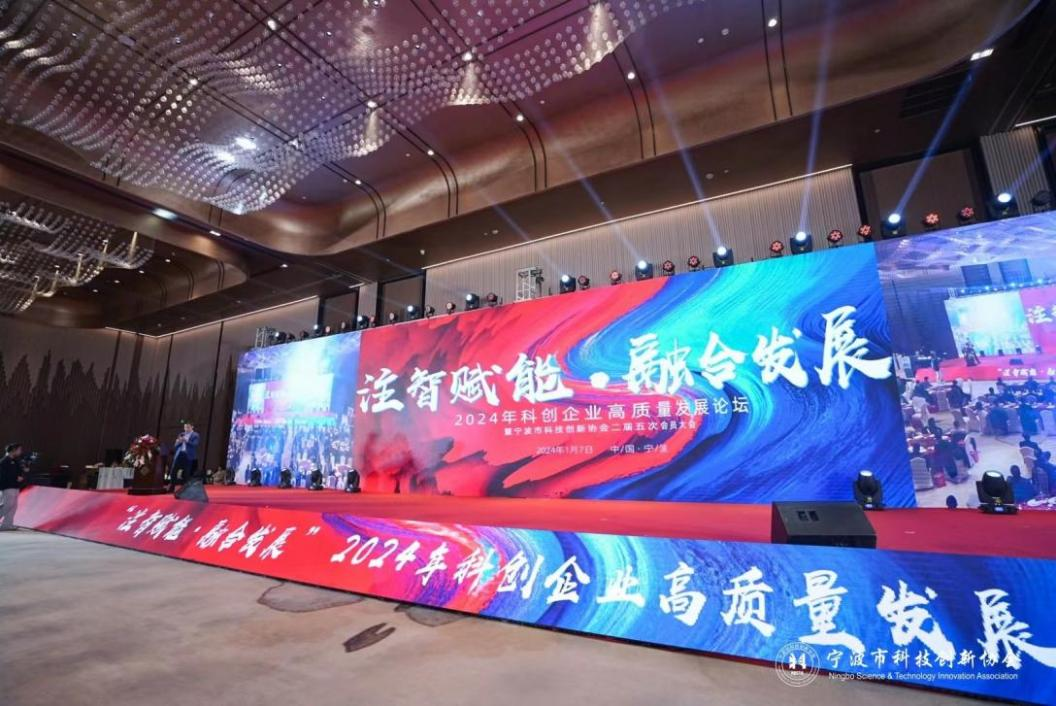 注智赋能·融合发展
2024年科创企业高质量发展论坛
暨宁波市科技创新协会二届五次会员大会
2024年1月7日 中/国·宁/波
注
"注智赋能·融合发展" 2024年科创企业高质量发展
宁波市科技创新协会
Ningbo Science & Technology Innovation Association